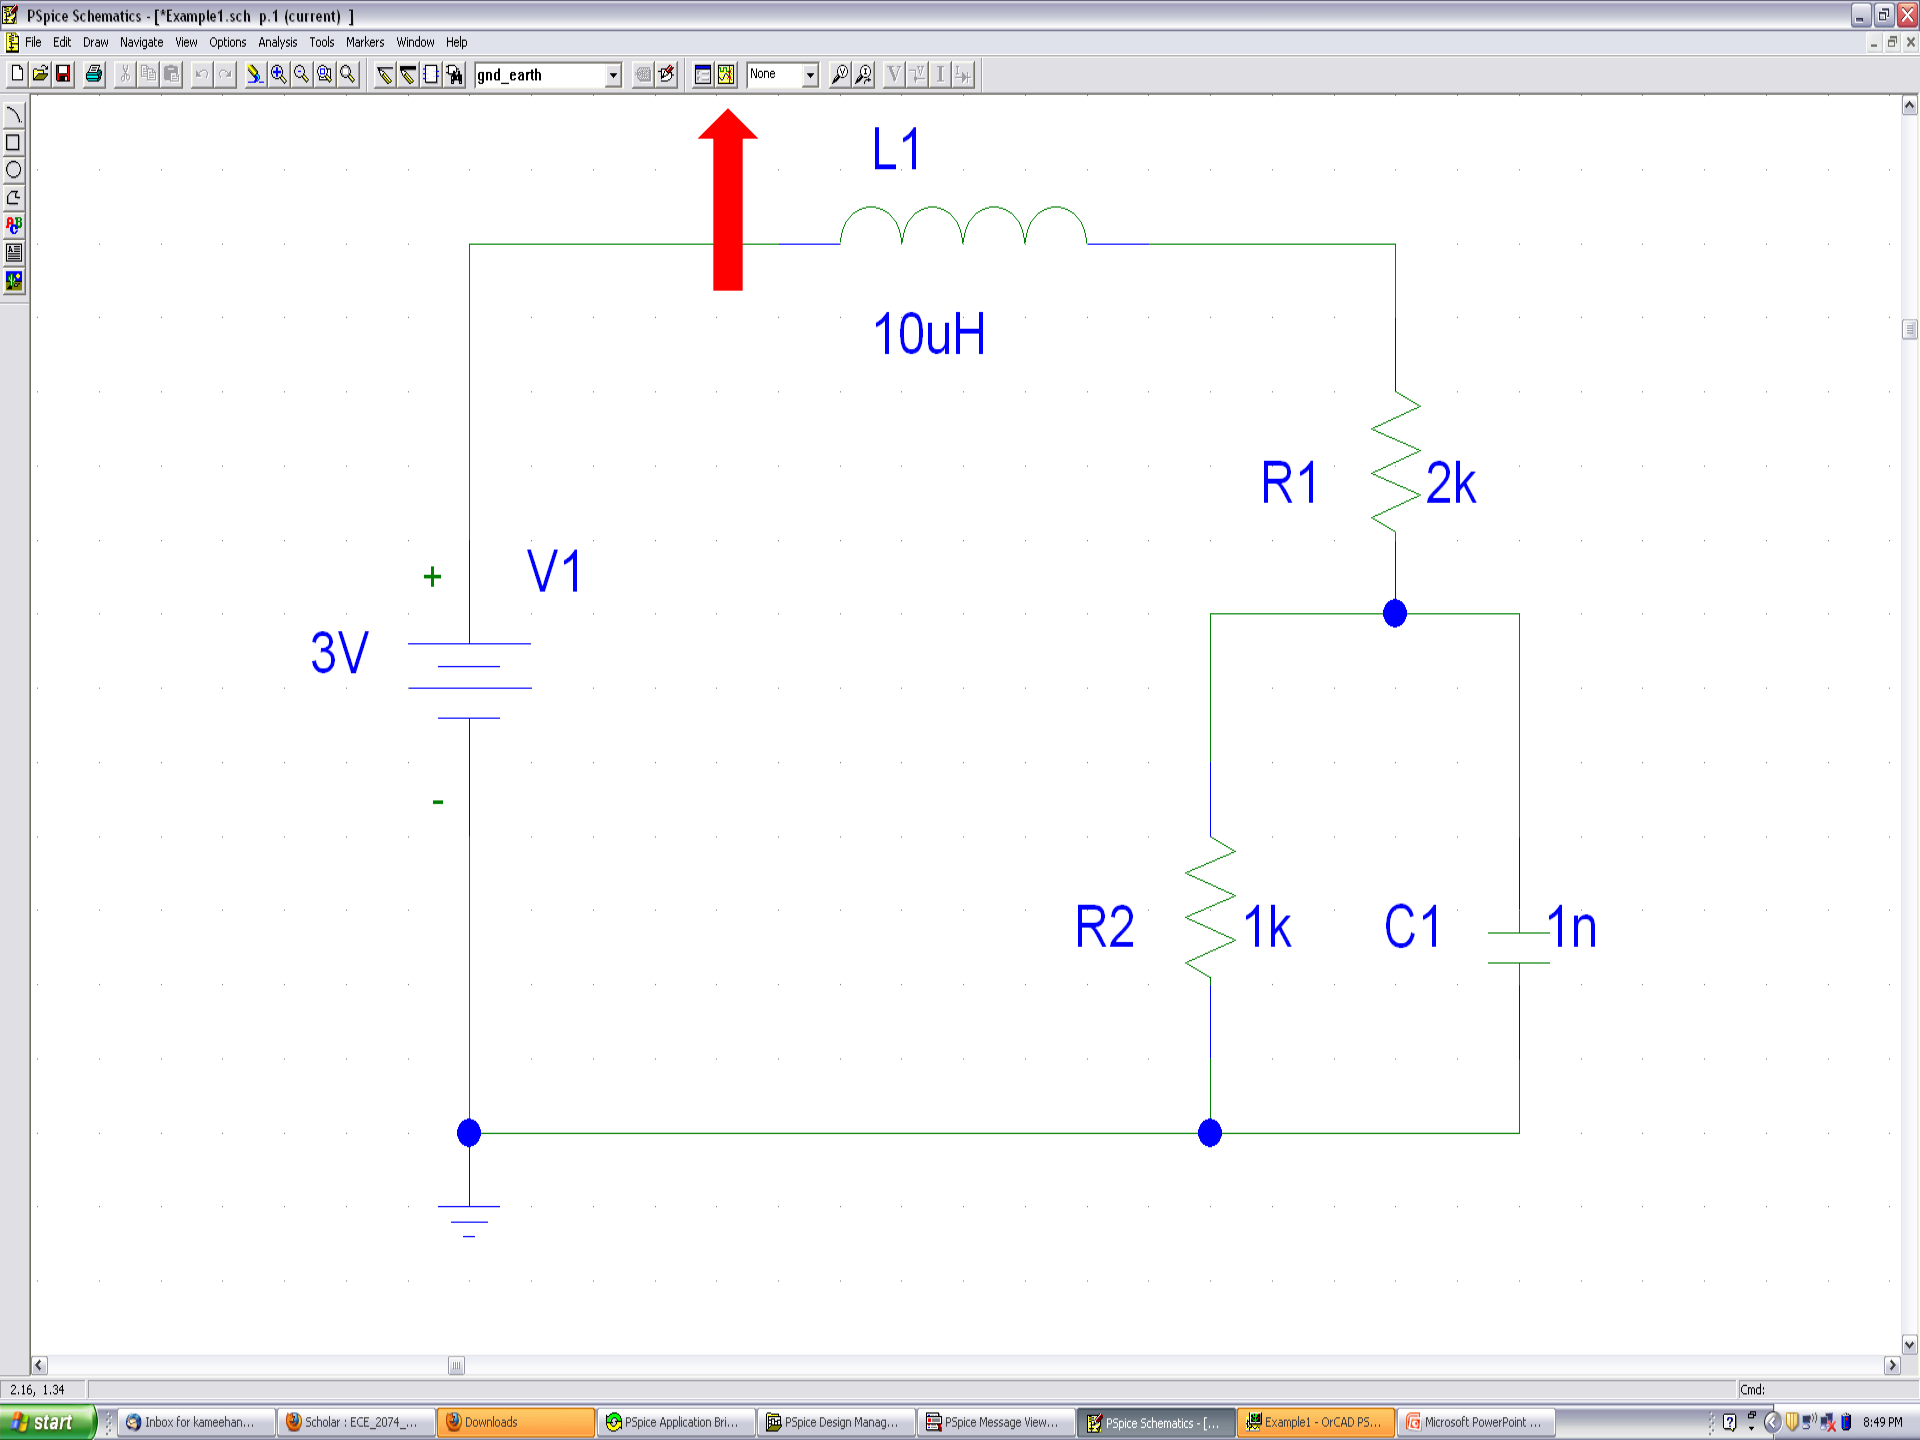 PSpice Schematics - [*Example1.sch p.1 (current) ]
File Edit Draw Navigate View Options Analysis Tools Markers Window Help
gnd_earth None
L1
10uH
R1 2k
+ V1
3V
-
R2 1k C1 1n
2.16, 1.34 Cmd:
start Inbox for kameehan... Scholar : ECE_2074_... Downloads PSpice Application Bri... PSpice Design Manag... PSpice Message View... PSpice Schematics - [... Example1 - OrCAD PS... Microsoft PowerPoint ... 8:49 PM